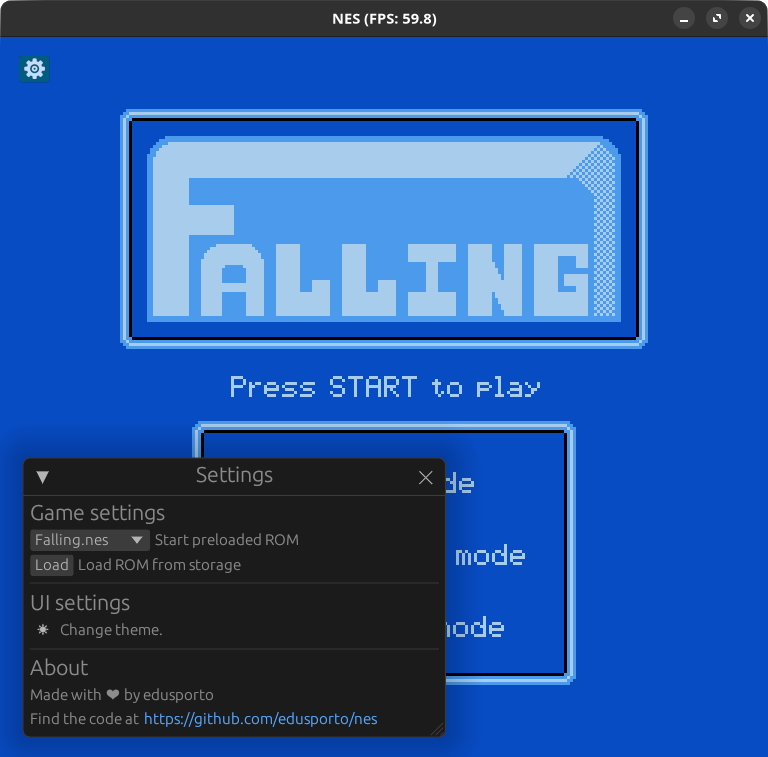 NES (FPS: 59.8)
FALLING
Press START to play
Settings
Game settings
Falling.nes Start preloaded ROM
Load Load ROM from storage
mode
UI settings
Change theme.
About
Made with ❤ by edusporto
Find the code at https://github.com/edusporto/nes